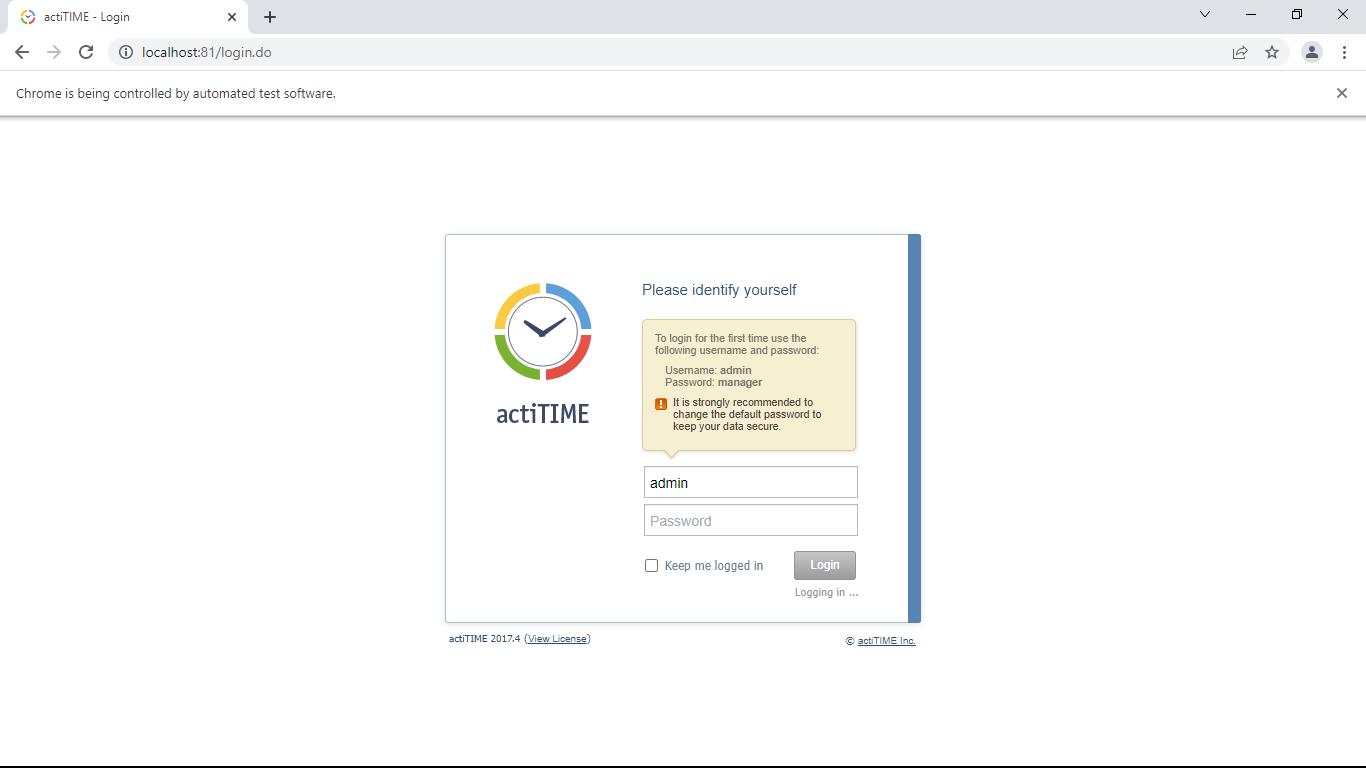 actiTIME - Login
localhost:81/login.do
Chrome is being controlled by automated test software.
actiTIME
Please identify yourself
To login for the first time use the
following username and password:
Username: admin
Password: manager
It is strongly recommended to
change the default password to
keep your data secure.
admin
Password
Keep me logged in
Login
Logging in ...
actiTIME 2017.4 (View License)
© actiTIME Inc.